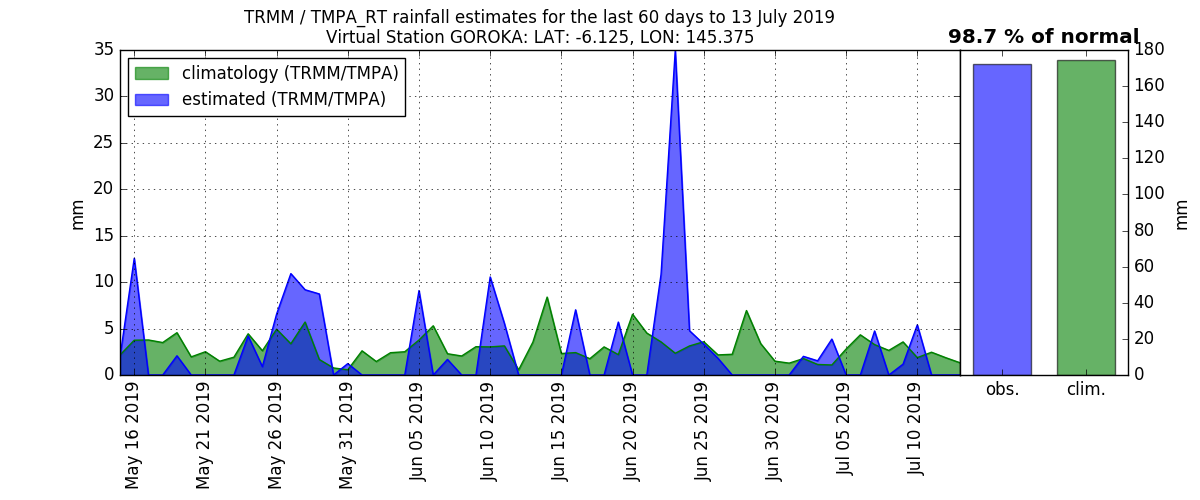 TRMM / TMPA_RT rainfall estimates for the last 60 days to 13 July 2019
Virtual Station GOROKA: LAT: -6.125, LON: 145.375
98.7 % of normal
climatology (TRMM/TMPA)
estimated (TRMM/TMPA)
35
30
25
20
15
10
5
0
mm
May 16 2019
May 21 2019
May 26 2019
May 31 2019
Jun 05 2019
Jun 10 2019
Jun 15 2019
Jun 20 2019
Jun 25 2019
Jun 30 2019
Jul 05 2019
Jul 10 2019
obs.
clim.
180
160
140
120
100
80
60
40
20
0
mm